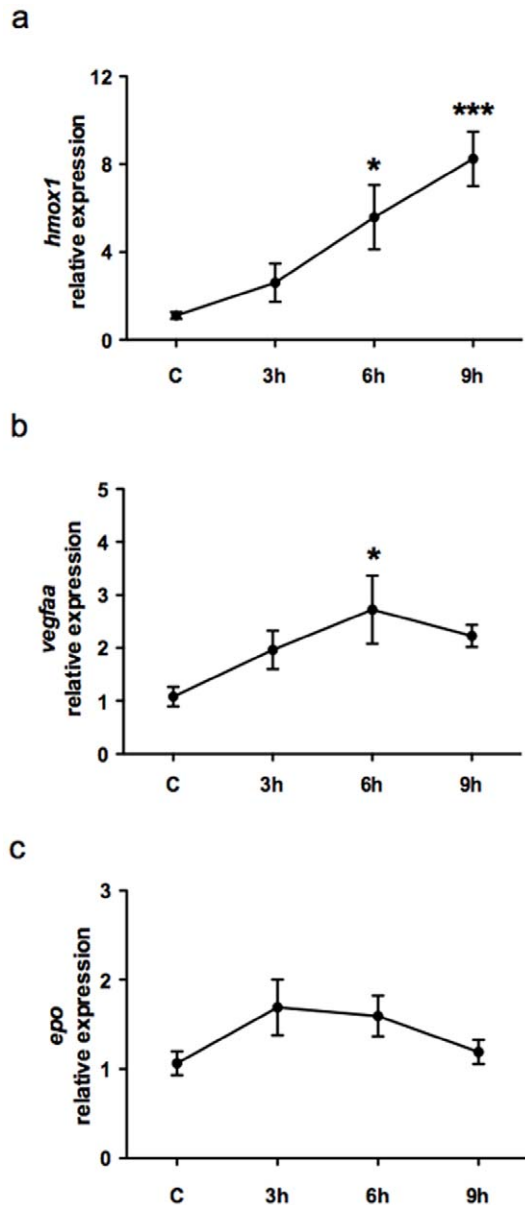 a
12
8
4
0
hmox1
relative expression
*
***
C 3h 6h 9h
b
5
4
3
2
1
0
vegfaa
relative expression
*
C 3h 6h 9h
c
3
2
1
0
epo
relative expression
C 3h 6h 9h